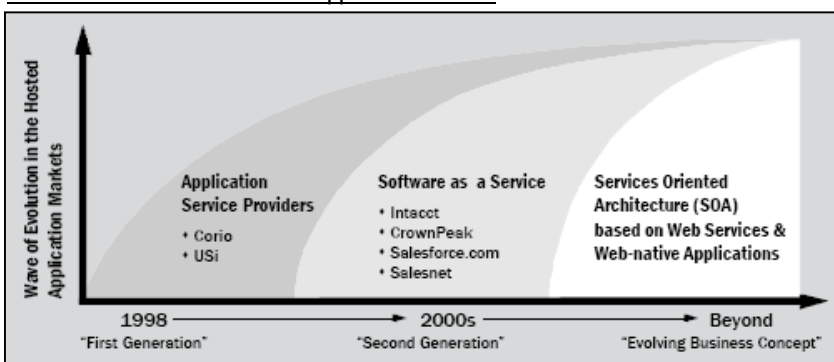 Wave of Evolution in the Hosted
Application Markets
Application
Service Providers
• Corio
• USi
Software as a Service
• Intacct
• CrownPeak
• Salesforce.com
• Salesnet
Services Oriented
Architecture (SOA)
based on Web Services &
Web-native Applications
1998
2000s
Beyond
"First Generation"
"Second Generation"
"Evolving Business Concept"